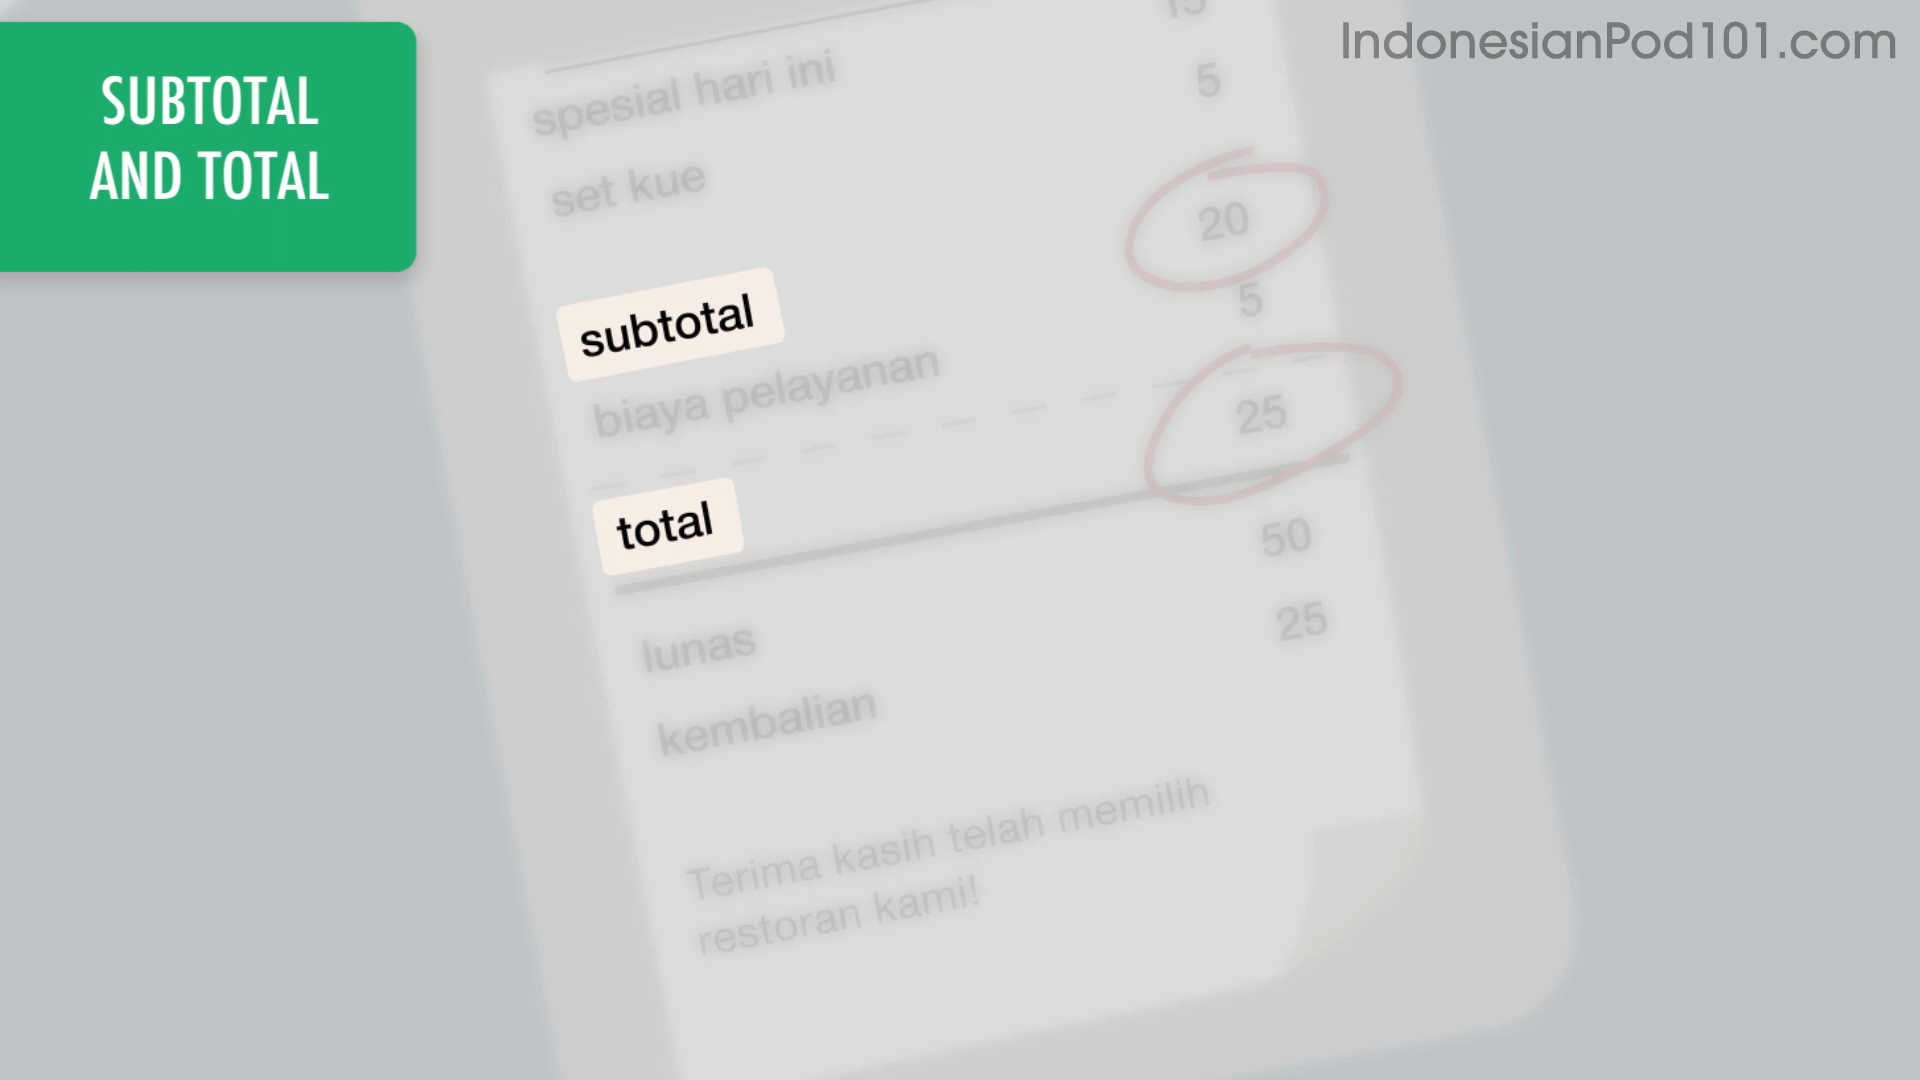 SUBTOTAL
AND TOTAL
IndonesianPod101.com
15
spesial hari ini 5
set kue
20
subtotal
5
biaya pelayanan
25
total
50
lunas
25
kembalian
Terima kasih telah memilih
restoran kami!